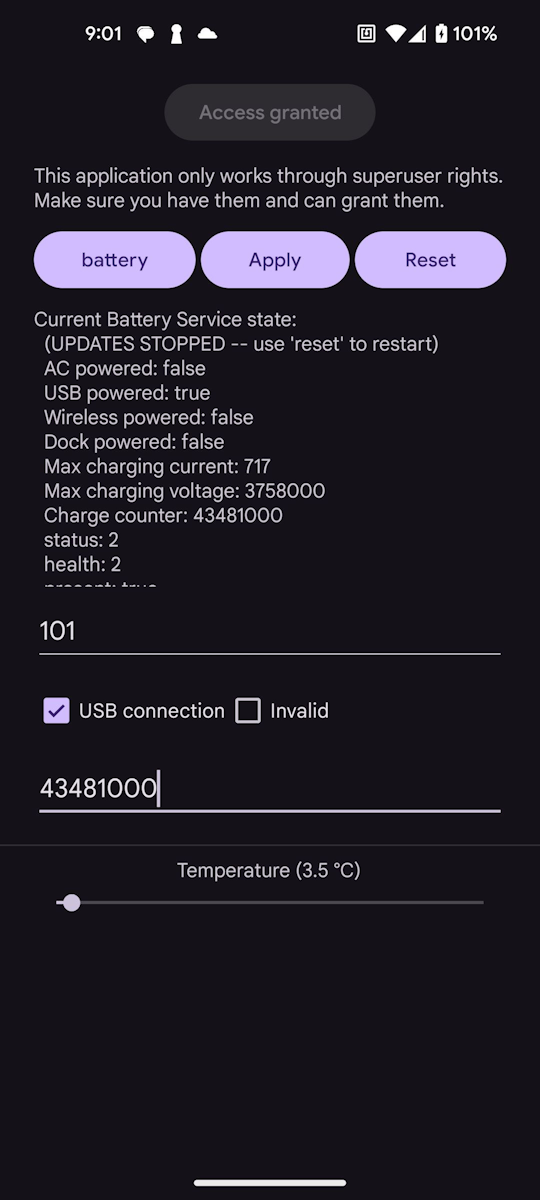 9:01 101%
Access granted
This application only works through superuser rights.
Make sure you have them and can grant them.
battery Apply Reset
Current Battery Service state:
(UPDATES STOPPED -- use 'reset' to restart)
AC powered: false
USB powered: true
Wireless powered: false
Dock powered: false
Max charging current: 717
Max charging voltage: 3758000
Charge counter: 43481000
status: 2
health: 2
present: true
101
USB connection Invalid
43481000
Temperature (3.5 °C)